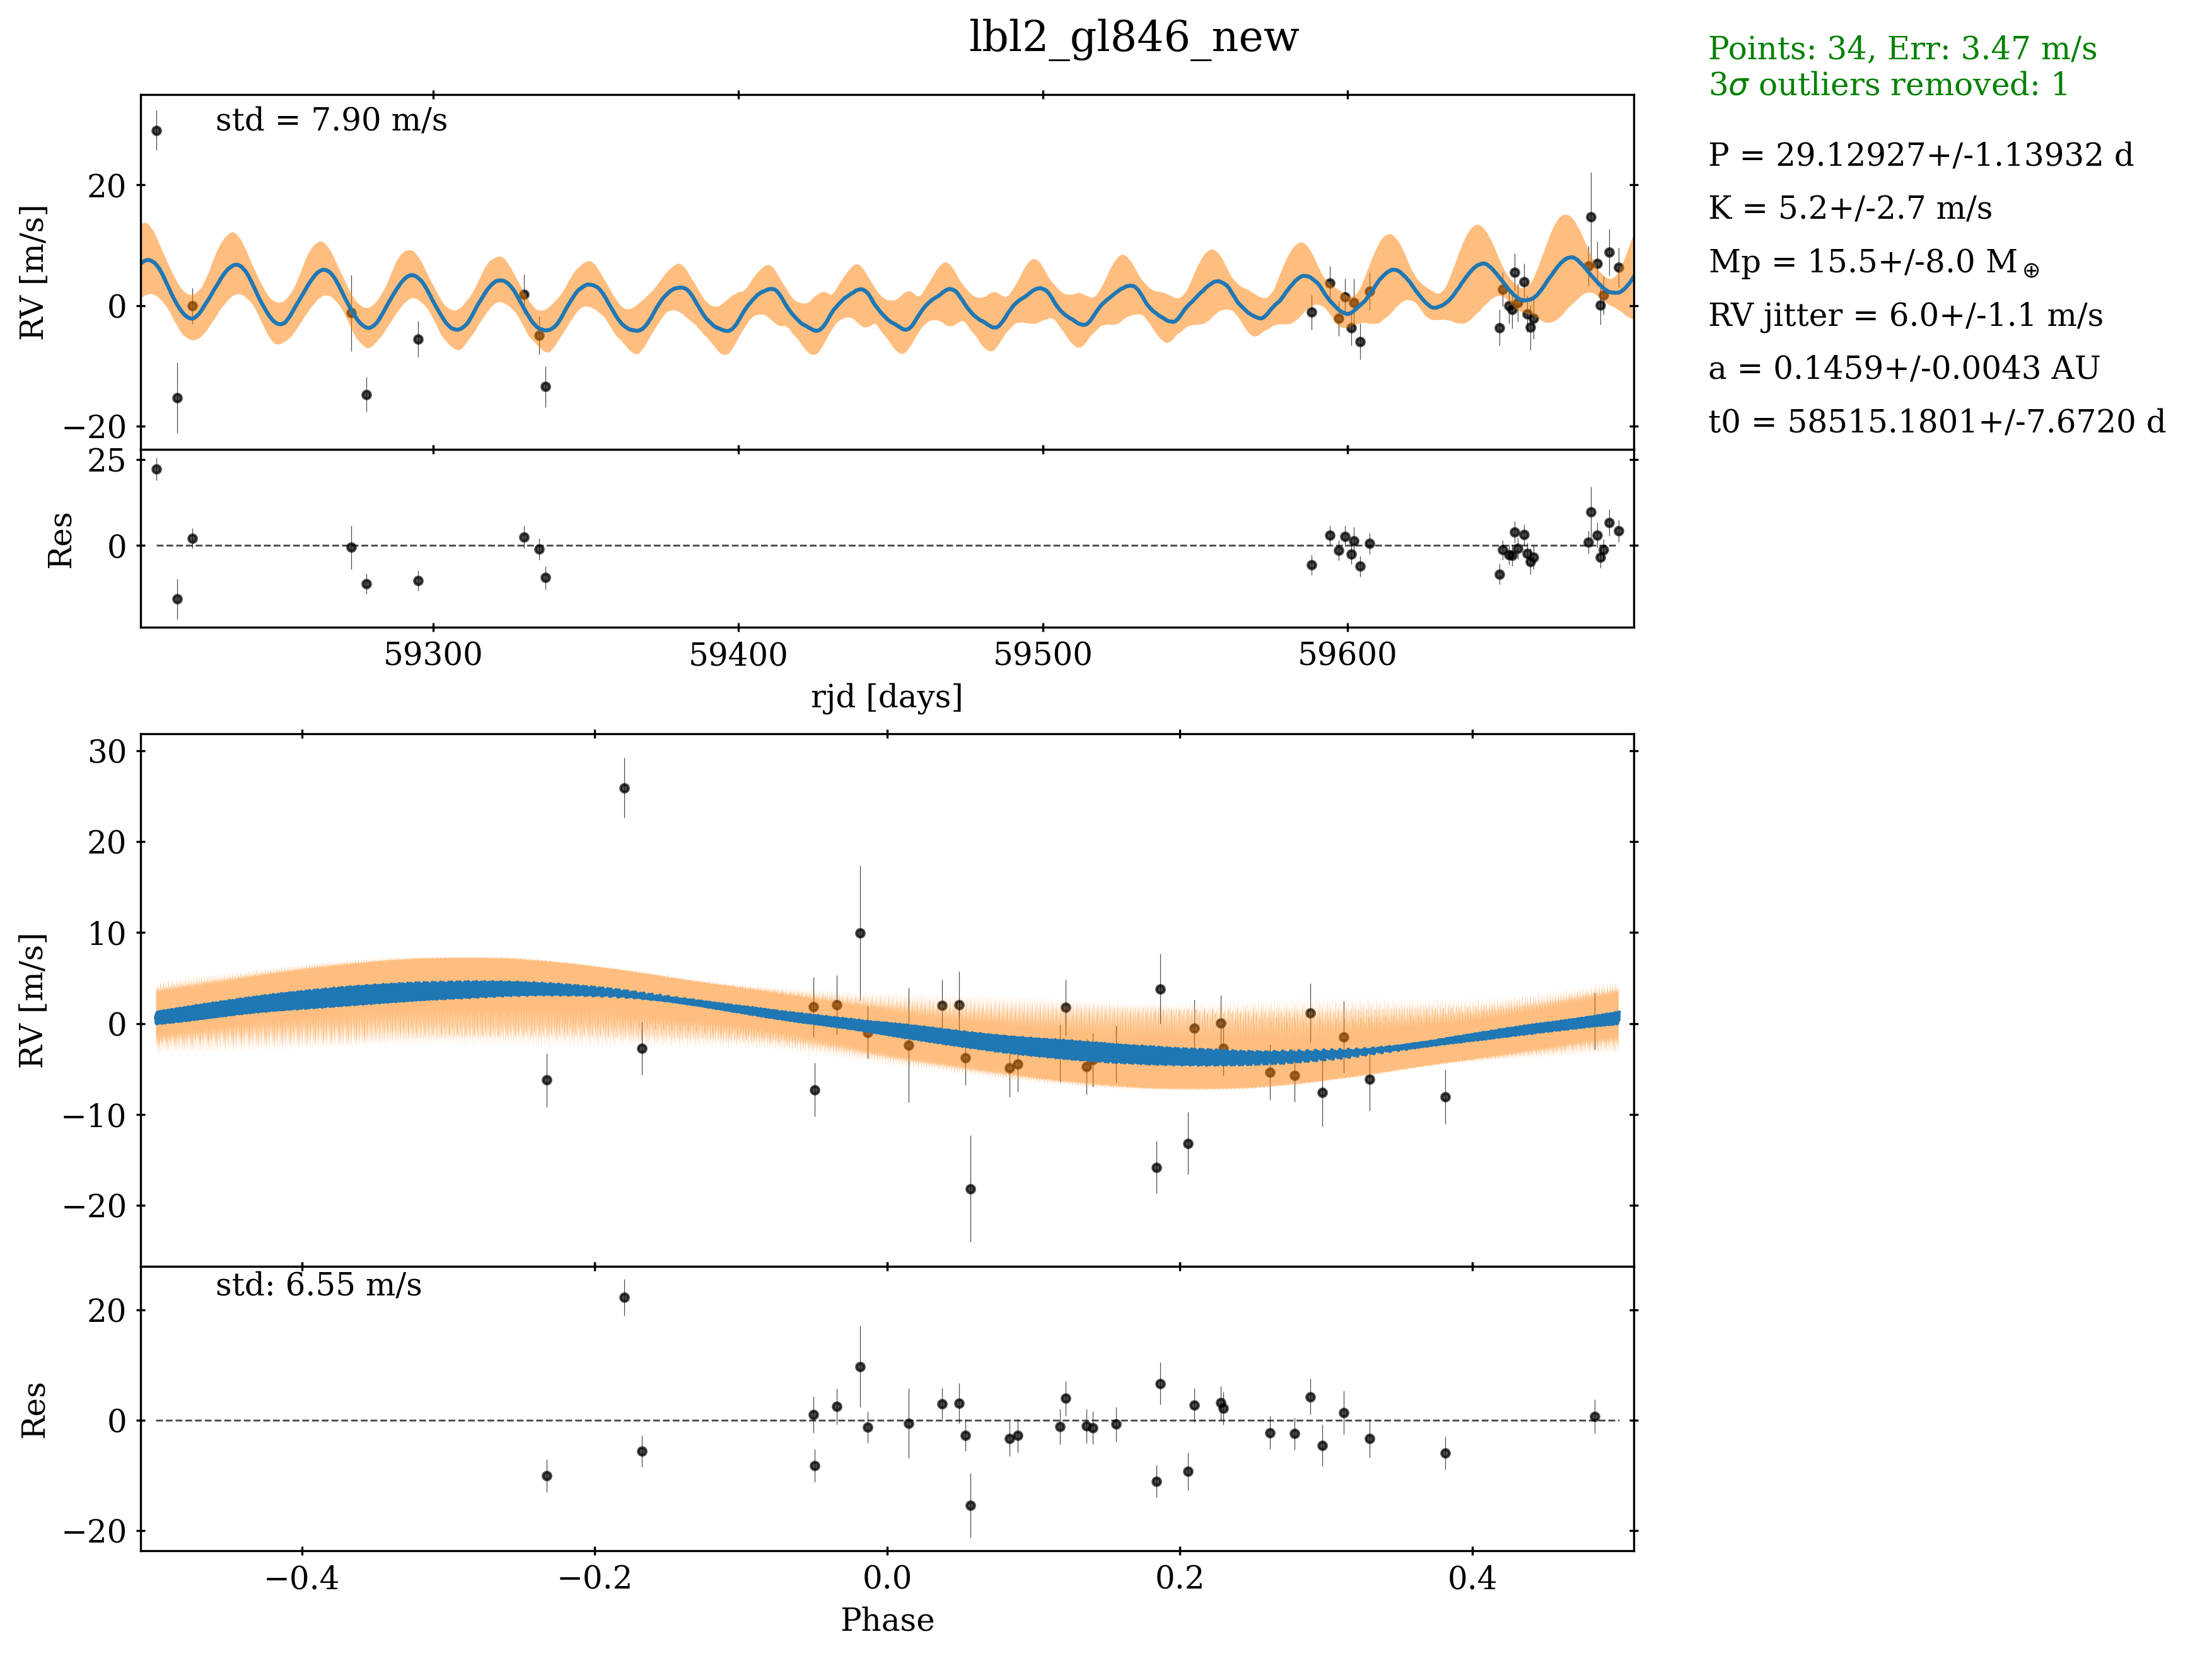 lbl2_gl846_new
Points: 34, Err: 3.47 m/s
3σ outliers removed: 1
P = 29.12927+/-1.13932 d
K = 5.2+/-2.7 m/s
Mp = 15.5+/-8.0 M⊕
RV jitter = 6.0+/-1.1 m/s
a = 0.1459+/-0.0043 AU
t0 = 58515.1801+/-7.6720 d
std = 7.90 m/s
RV [m/s]
20
0
−20
Res
25
0
59300 59400 59500 59600
rjd [days]
RV [m/s]
30
20
10
0
−10
−20
std: 6.55 m/s
Res
20
0
−20
−0.4 −0.2 0.0 0.2 0.4
Phase